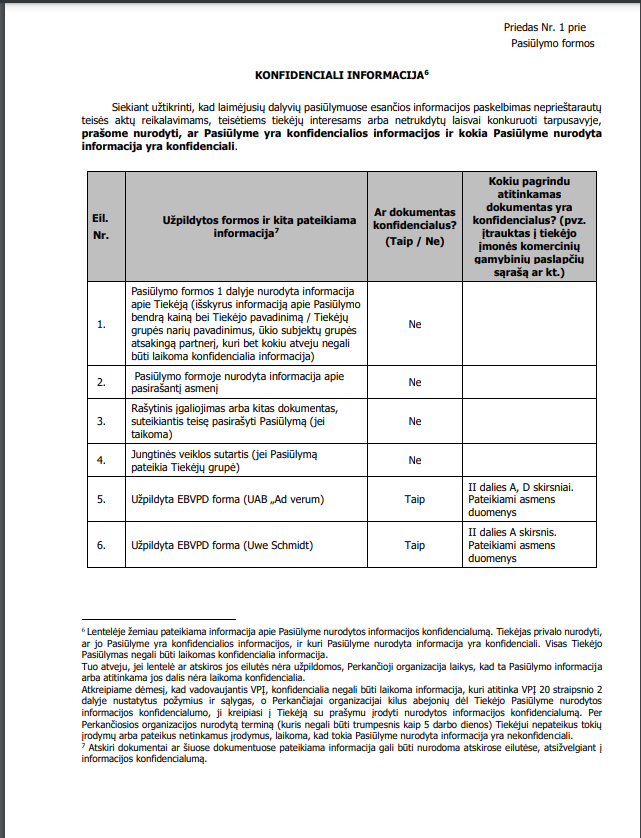 Priedas Nr. 1 prie
Pasiūlymo formos
KONFIDENCIALI INFORMACIJA⁶
Siekiant užtikrinti, kad laimėjusių dalyvių pasiūlymuose esančios informacijos paskelbimas neprieštarautų
teisės aktų reikalavimams, teisėtiems tiekėjų interesams arba netrukdytų laisvai konkuruoti tarpusavyje,
prašome nurodyti, ar Pasiūlyme yra konfidencialios informacijos ir kokia Pasiūlyme nurodyta
informacija yra konfidenciali.
Eil.
Nr.
Užpildytos formos ir kita pateikiama
informacija⁷
Ar dokumentas
konfidencialus?
(Taip / Ne)
Kokiu pagrindu
atitinkamas
dokumentas yra
konfidencialus? (pvz.
įtrauktas į tiekėjo
įmonės komercinių
gamybinių paslapčių
sąrašą ar kt.)
1.
Pasiūlymo formos 1 dalyje nurodyta informacija
apie Tiekėją (išskyrus informaciją apie Pasiūlymo
bendrą kainą bei Tiekėjo pavadinimą / Tiekėjų
grupės narių pavadinimus, ūkio subjektų grupės
atsakingą partnerį, kuri bet kokiu atveju negali
būti laikoma konfidencialia informacija)
Ne
2.
Pasiūlymo formoje nurodyta informacija apie
pasirašantį asmenį
Ne
3.
Rašytinis įgaliojimas arba kitas dokumentas,
suteikiantis teisę pasirašyti Pasiūlymą (jei
taikoma)
Ne
4.
Jungtinės veiklos sutartis (jei Pasiūlymą
pateikia Tiekėjų grupė)
Ne
5.
Užpildyta EBVPD forma (UAB „Ad verum)
Taip
II dalies A, D skirsniai.
Pateikiami asmens
duomenys
6.
Užpildyta EBVPD forma (Uwe Schmidt)
Taip
II dalies A skirsnis.
Pateikiami asmens
duomenys
⁶ Lentelėje žemiau pateikiama informacija apie Pasiūlyme nurodytos informacijos konfidencialumą. Tiekėjas privalo nurodyti,
ar jo Pasiūlyme yra konfidencialios informacijos, ir kuri Pasiūlyme nurodyta informacija yra konfidenciali. Visas Tiekėjo
Pasiūlymas negali būti laikomas konfidencialia informacija.
Tuo atveju, jei lentelė ar atskiros jos eilutės nėra užpildomos, Perkančioji organizacija laikys, kad ta Pasiūlymo informacija
arba atitinkama jos dalis nėra laikoma konfidencialia.
Atkreipiame dėmesį, kad vadovaujantis VPĮ, konfidencialia negali būti laikoma informacija, kuri atitinka VPĮ 20 straipsnio 2
dalyje nustatytus požymius ir sąlygas, o Perkančiajai organizacijai kilus abejonių dėl Tiekėjo Pasiūlyme nurodytos
informacijos konfidencialumo, ji kreipiasi į Tiekėją su prašymu įrodyti nurodytos informacijos konfidencialumą. Per
Perkančiosios organizacijos nurodytą terminą (kuris negali būti trumpesnis kaip 5 darbo dienos) Tiekėjui nepateikus tokių
įrodymų arba pateikus netinkamus įrodymus, laikoma, kad tokia Pasiūlyme nurodyta informacija yra nekonfidenciali.
⁷ Atskiri dokumentai ar šiuose dokumentuose pateikiama informacija gali būti nurodoma atskirose eilutėse, atsižvelgiant į
informacijos konfidencialumą.